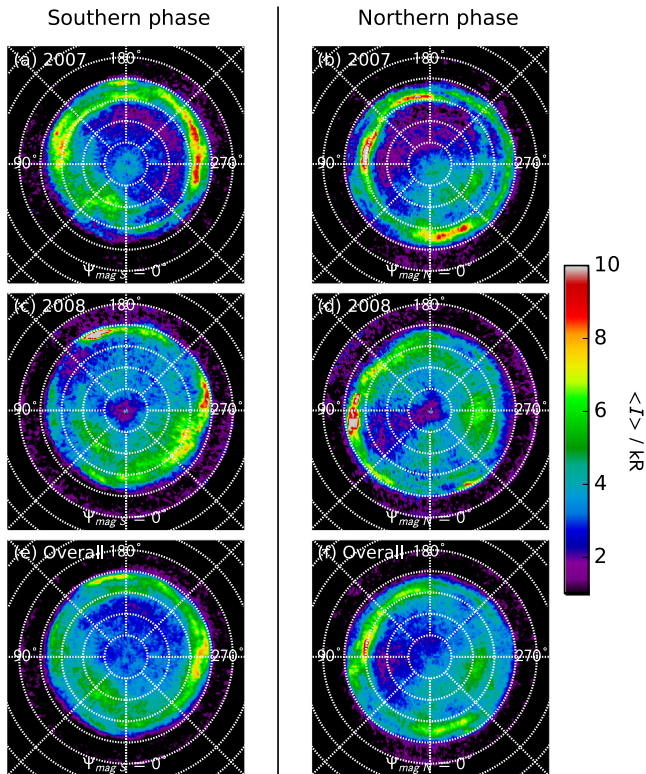 Southern phase
Northern phase
(a) 2007
180°
90°
270°
Ψmag S = 0°
(b) 2007
180°
90°
270°
Ψmag N = 0°
(c) 2008
180°
90°
270°
Ψmag S = 0°
(d) 2008
180°
90°
270°
Ψmag N = 0°
(e) Overall
180°
90°
270°
Ψmag S = 0°
(f) Overall
180°
90°
270°
Ψmag N = 0°
10
8
6
4
2
<I> / kR